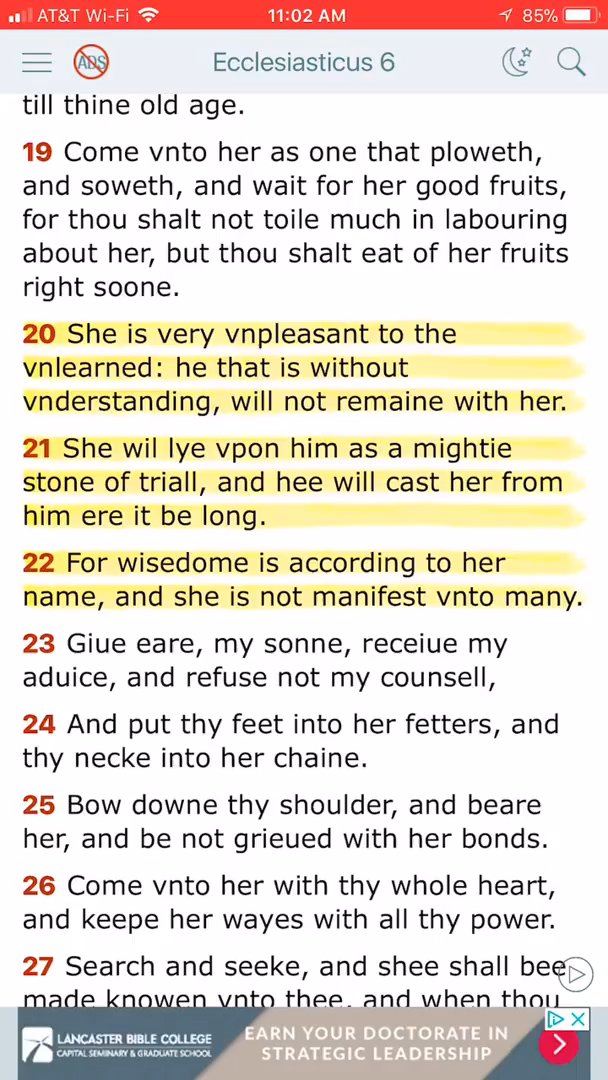 AT&T Wi-Fi 11:02 AM 85%
ADS Ecclesiasticus 6
till thine old age.
19 Come vnto her as one that ploweth,
and soweth, and wait for her good fruits,
for thou shalt not toile much in labouring
about her, but thou shalt eat of her fruits
right soone.
20 She is very vnpleasant to the
vnlearned: he that is without
vnderstanding, will not remaine with her.
21 She wil lye vpon him as a mightie
stone of triall, and hee will cast her from
him ere it be long.
22 For wisedome is according to her
name, and she is not manifest vnto many.
23 Giue eare, my sonne, receiue my
aduice, and refuse not my counsell,
24 And put thy feet into her fetters, and
thy necke into her chaine.
25 Bow downe thy shoulder, and beare
her, and be not grieued with her bonds.
26 Come vnto her with thy whole heart,
and keepe her wayes with all thy power.
27 Search and seeke, and shee shall bee
made knowen vnto thee, and when thou
LANCASTER BIBLE COLLEGE
CAPITAL SEMINARY & GRADUATE SCHOOL
EARN YOUR DOCTORATE IN
STRATEGIC LEADERSHIP